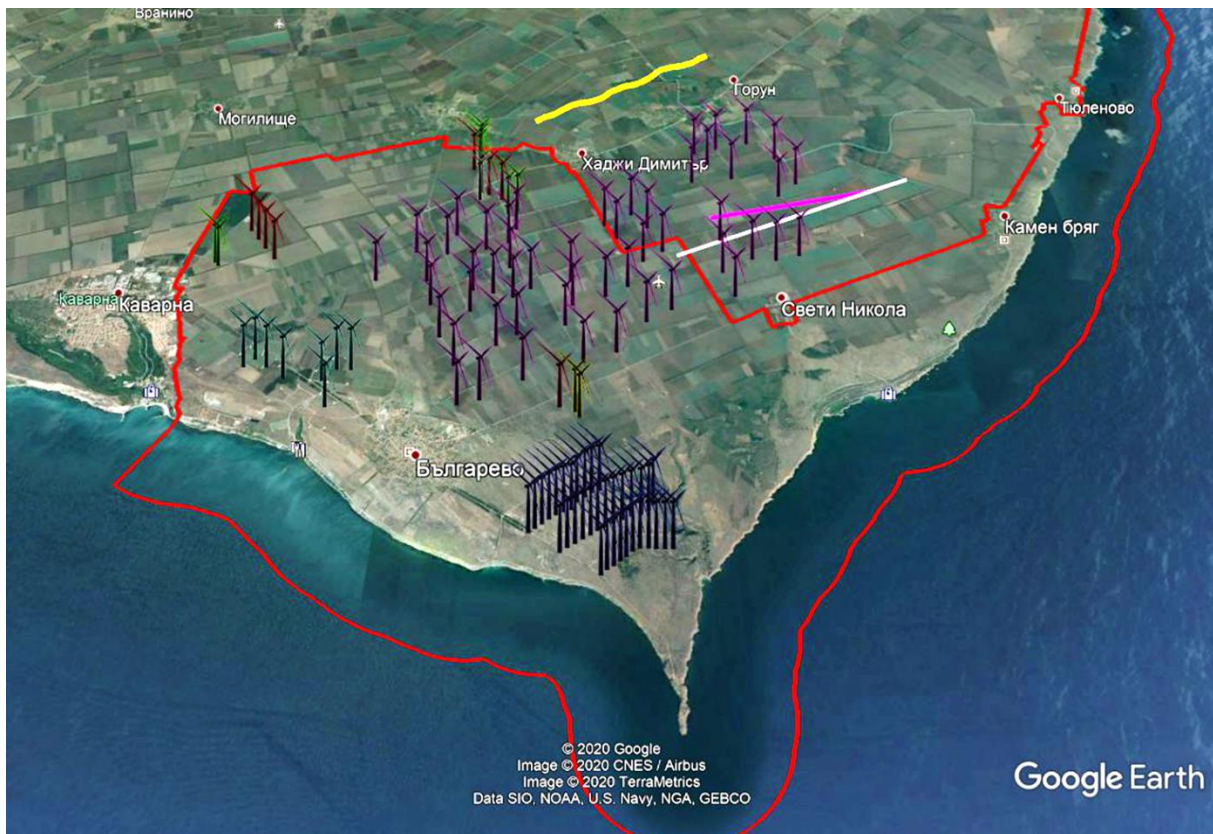 Вранино
Могилище
Горун
Тюленово
Хаджи Димитър
Камен бряг
Каварна
Каварна
Свети Никола
Българево
© 2020 Google
Image © 2020 CNES / Airbus
Image © 2020 TerraMetrics
Data SIO, NOAA, U.S. Navy, NGA, GEBCO
Google Earth